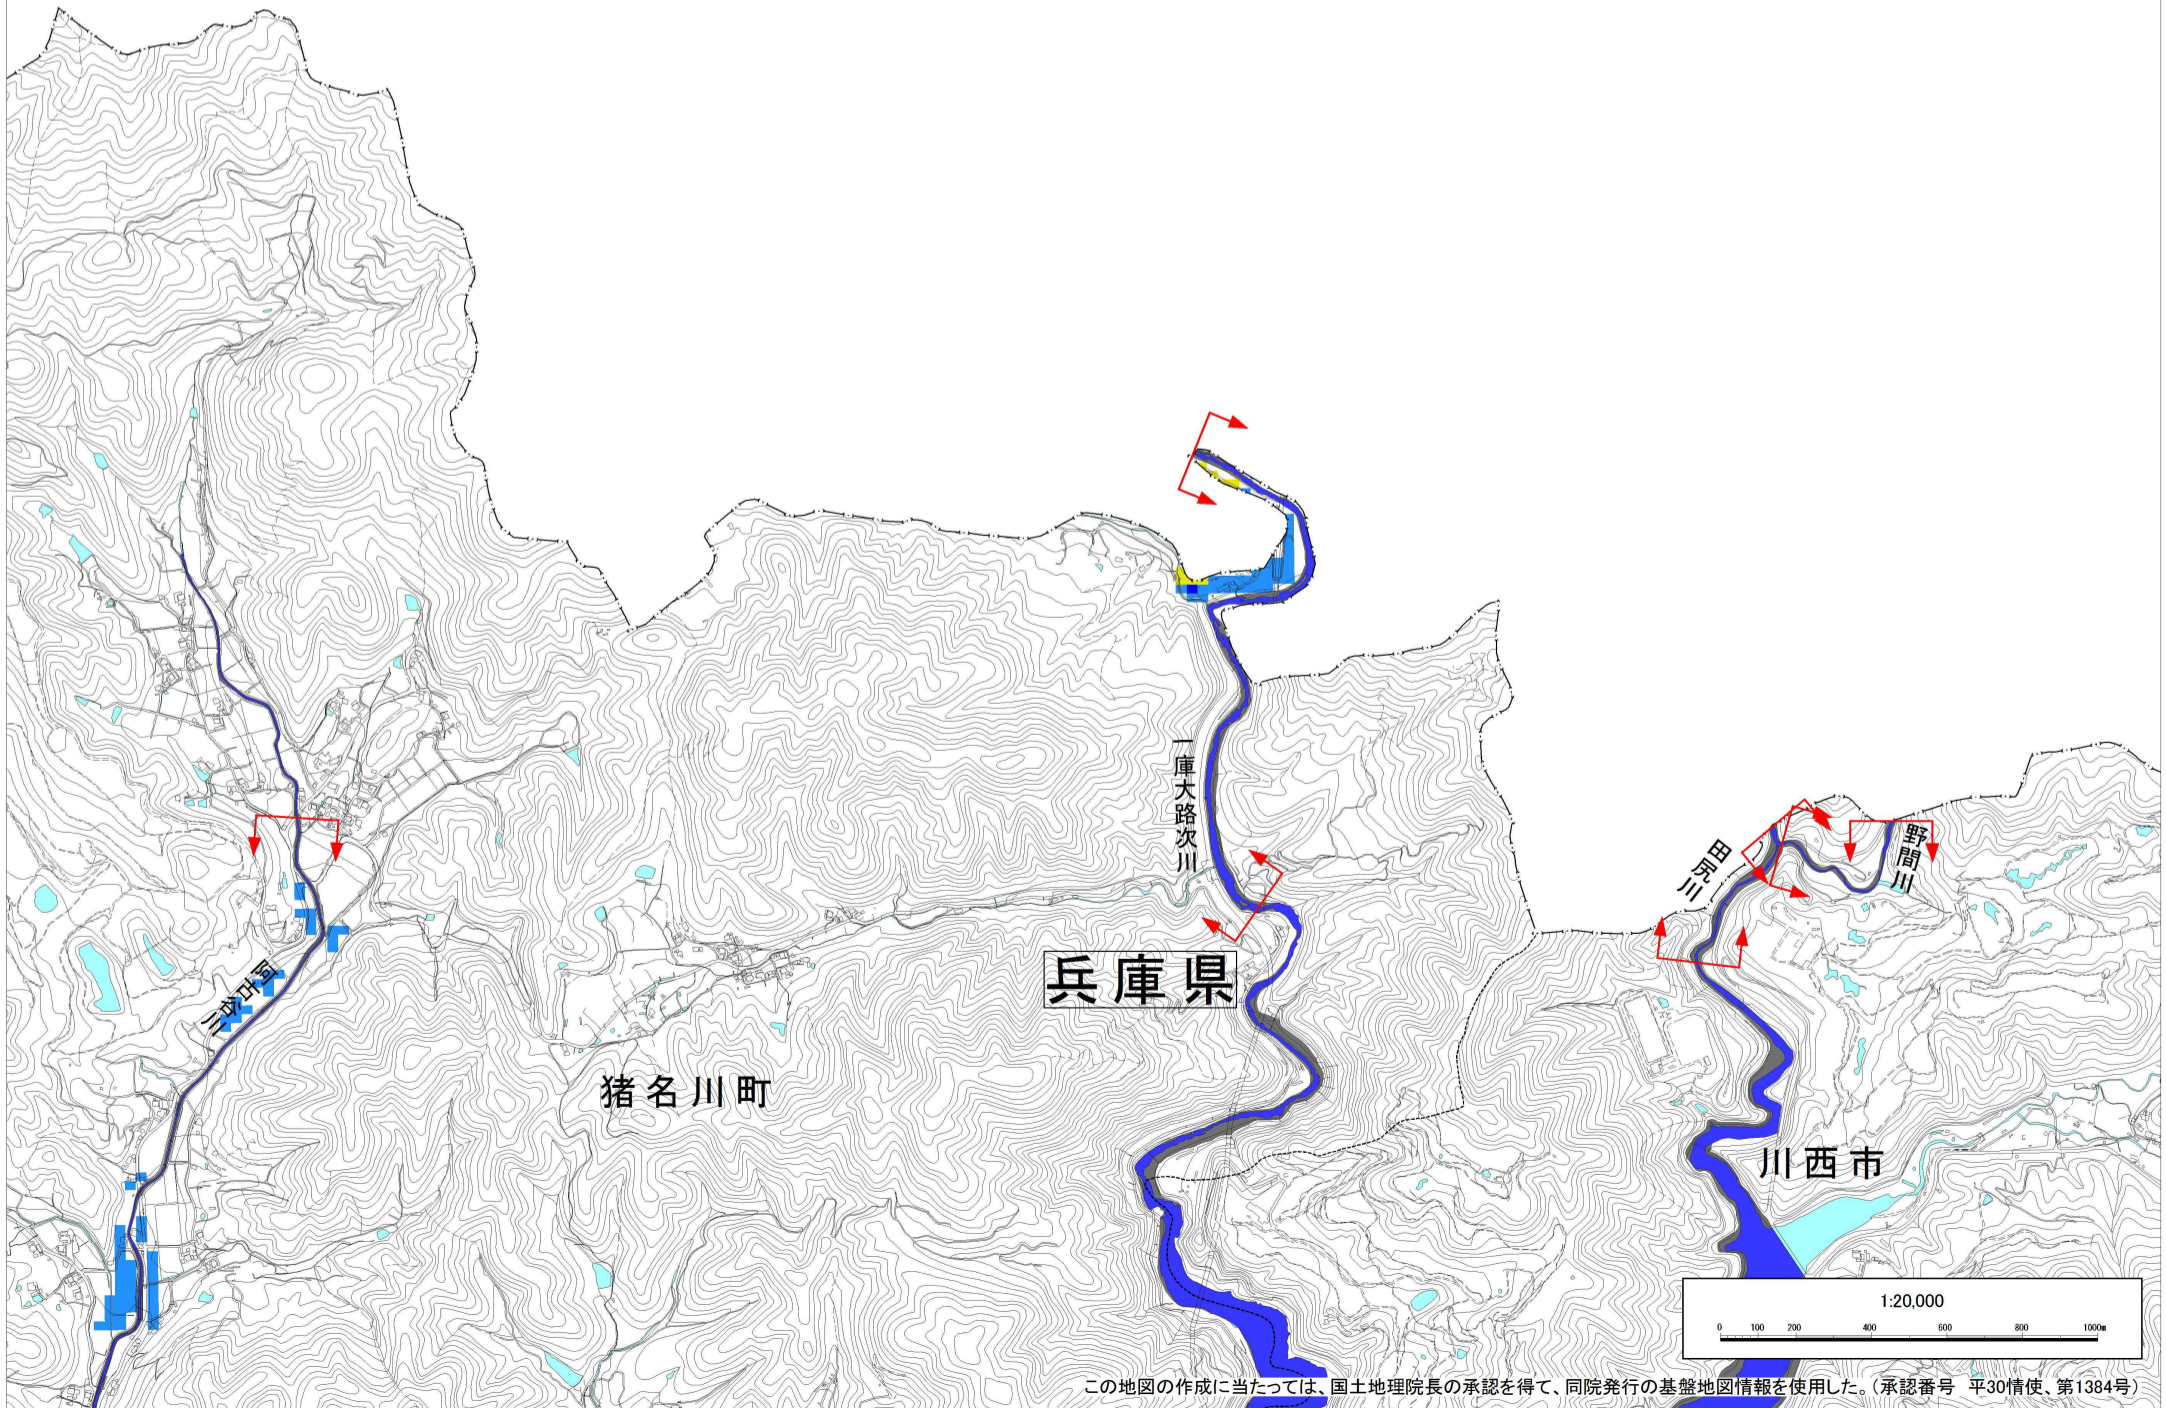 一庫大路次川
野間川
田尻川
兵庫県
阿古谷川
猪名川町
川西市
1:20,000
0 100 200 400 600 800 1000m
この地図の作成に当たっては、国土地理院長の承認を得て、同院発行の基盤地図情報を使用した。(承認番号 平30情使、第1384号)